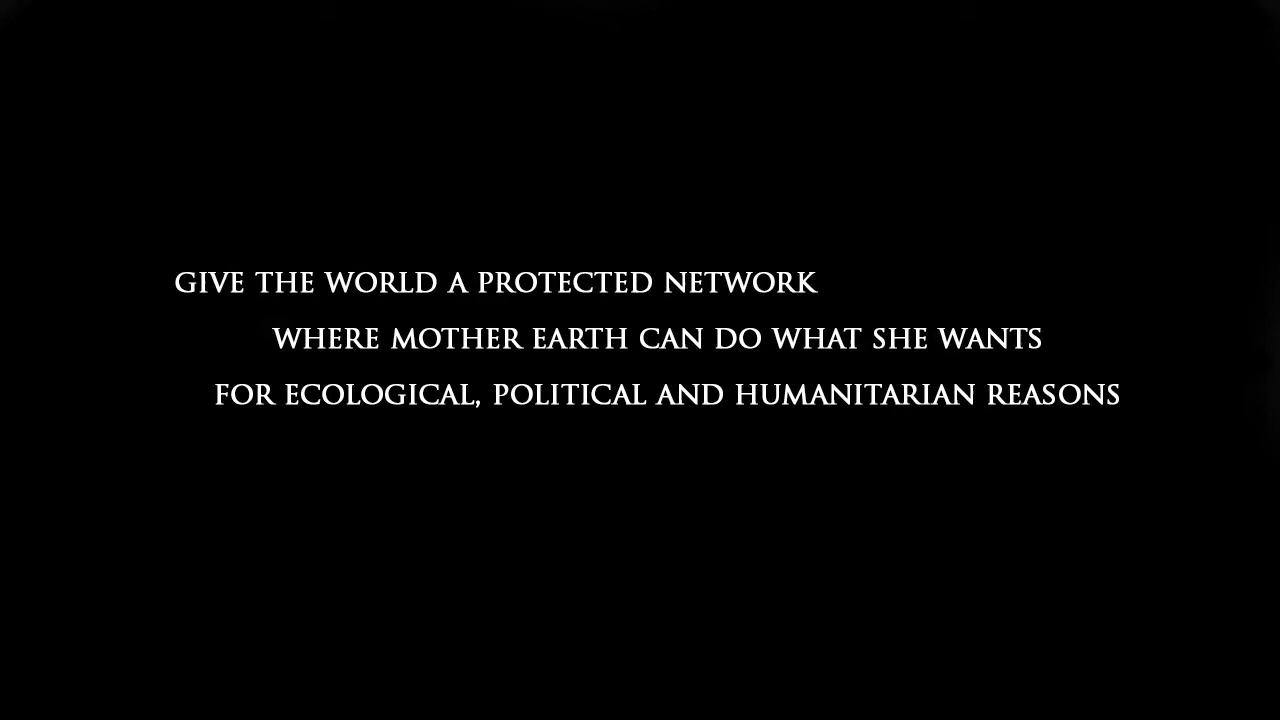 GIVE THE WORLD A PROTECTED NETWORK
WHERE MOTHER EARTH CAN DO WHAT SHE WANTS
FOR ECOLOGICAL, POLITICAL AND HUMANITARIAN REASONS